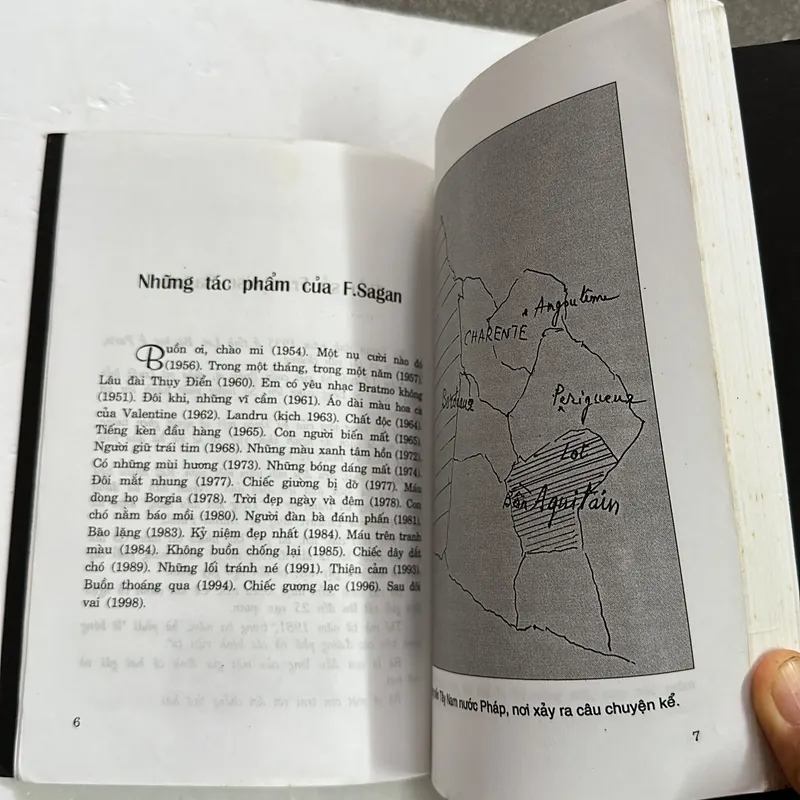 Những tác phẩm của F.Sagan
Buồn ơi, chào mi (1954). Một nụ cười nào đó
(1956). Trong một tháng, trong một năm (1957).
Lâu đài Thụy Điển (1960). Em có yêu nhạc Bratmo không
(1951). Đôi khi, những vĩ cầm (1961). Áo dài màu hoa cà
của Valentine (1962). Landru (kịch 1963). Chất độc (1964).
Tiếng kèn đầu hàng (1965). Con người biến mất (1965).
Người giữ trái tim (1968). Những màu xanh tâm hồn (1972).
Có những mùi hương (1973). Những bóng dáng mất (1974).
Đôi mắt nhung (1977). Chiếc giường bị dỡ (1977). Máu
dòng họ Borgia (1978). Trời đẹp ngày và đêm (1978). Con
chó nằm báo mồi (1980). Người đàn bà đánh phấn (1981).
Bão lặng (1983). Kỷ niệm đẹp nhất (1984). Máu trên tranh
màu (1984). Không buồn chống lại (1985). Chiếc dây dắt
chó (1989). Những lối tránh né (1991). Thiện cảm (1993).
Buồn thoáng qua (1994). Chiếc gương lạc (1996). Sau đôi
vai (1998).
6
Angoutême
CHARENTE
Bordeaux
Périgueux
Lot
Bắn Aquitain
Tây Nam nước Pháp, nơi xảy ra câu chuyện kể.
7